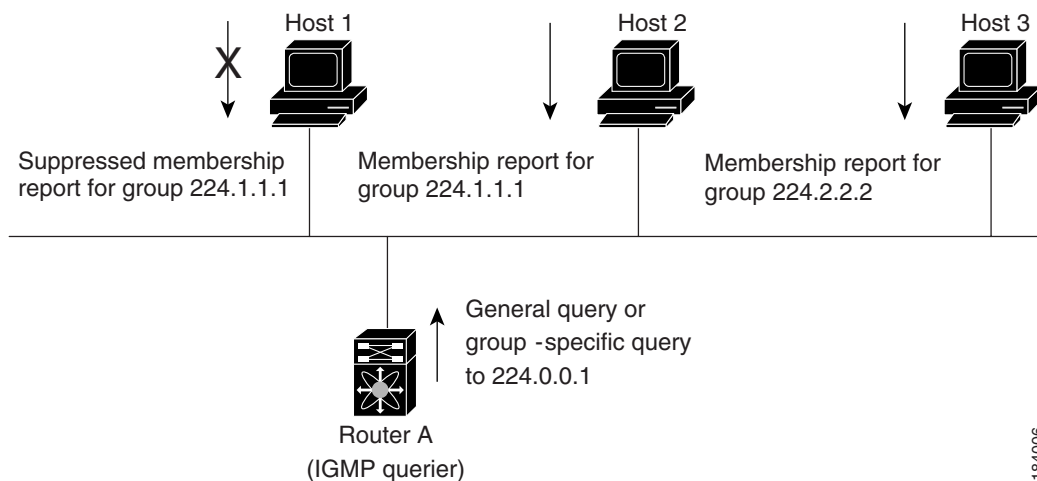 Host 1
Host 2
Host 3
X
Suppressed membership
report for group 224.1.1.1
Membership report for
group 224.1.1.1
Membership report for
group 224.2.2.2
General query or
group -specific query
to 224.0.0.1
Router A
(IGMP querier)